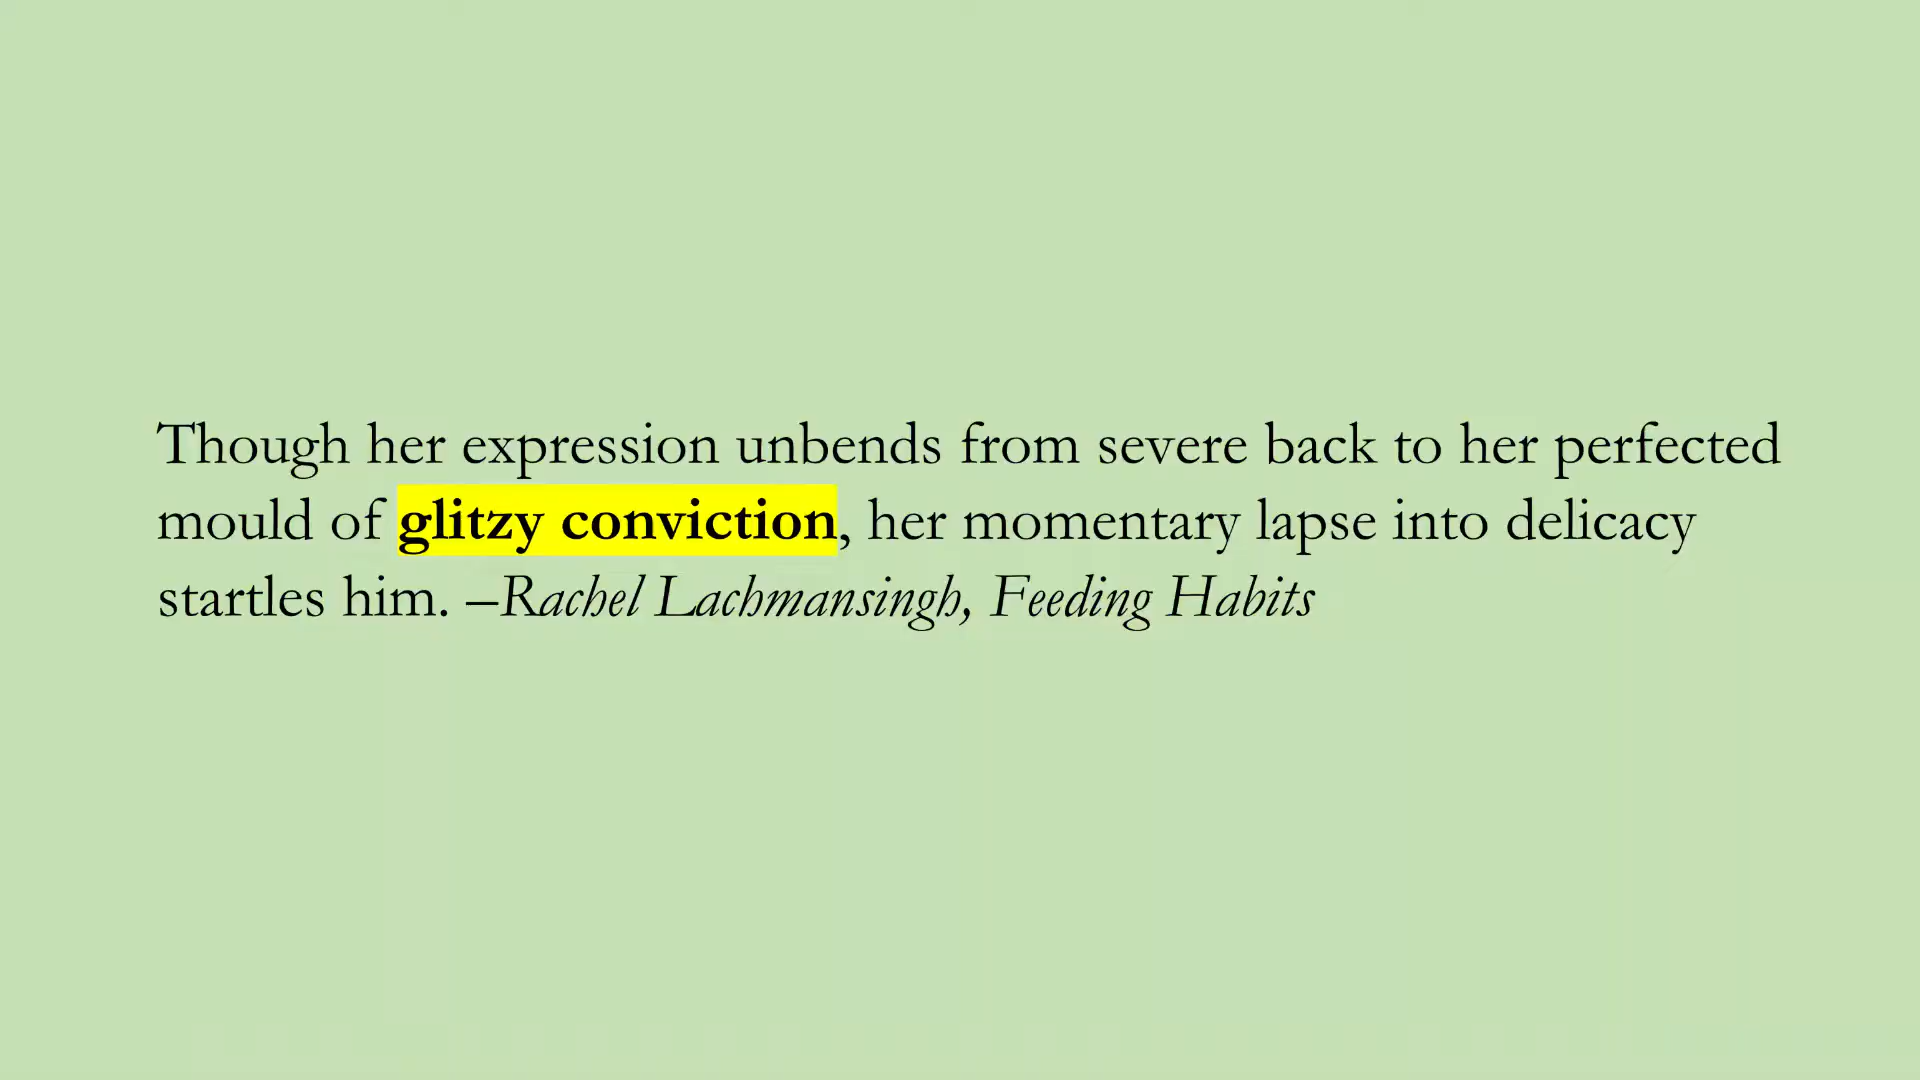 Though her expression unbends from severe back to her perfected
mould of glitzy conviction, her momentary lapse into delicacy
startles him. –Rachel Lachmansingh, Feeding Habits